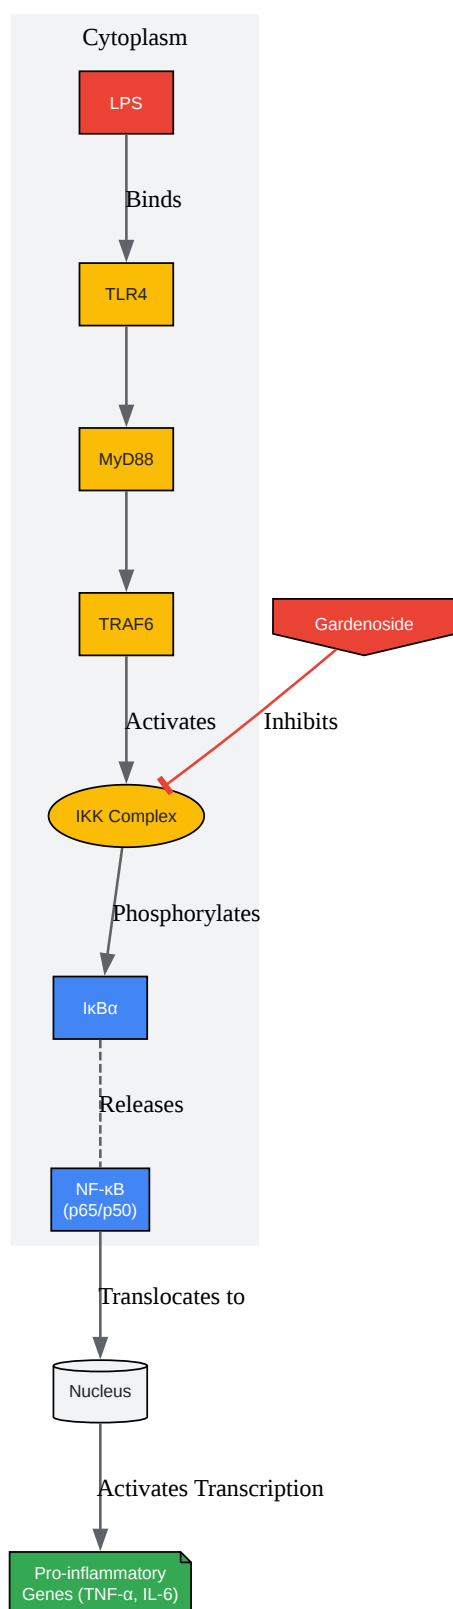 Cytoplasm
LPS
Binds
TLR4
MyD88
TRAF6
Gardenoside
Activates
Inhibits
IKK Complex
Phosphorylates
IκBα
Releases
NF-κB
(p65/p50)
Translocates to
Nucleus
Activates Transcription
Pro-inflammatory
Genes (TNF-α, IL-6)